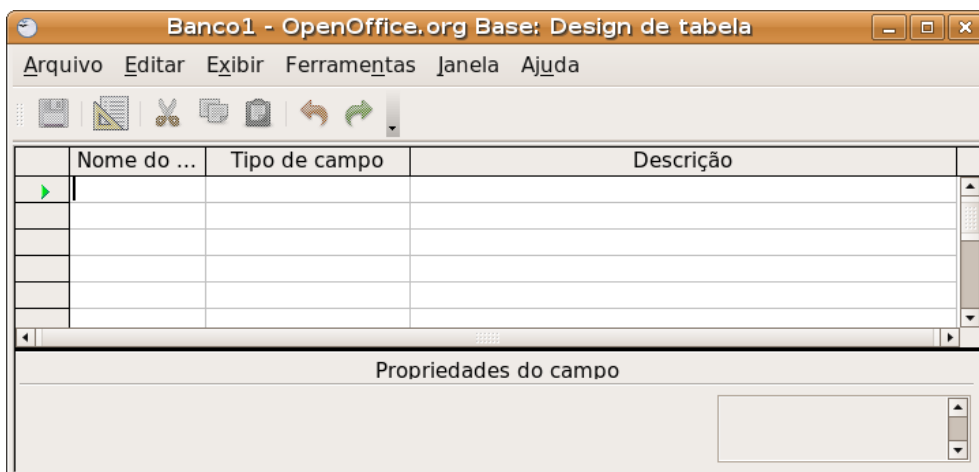 Banco1 - OpenOffice.org Base: Design de tabela
Arquivo Editar Exibir Ferramentas Janela Ajuda
Nome do ... Tipo de campo Descrição
Propriedades do campo